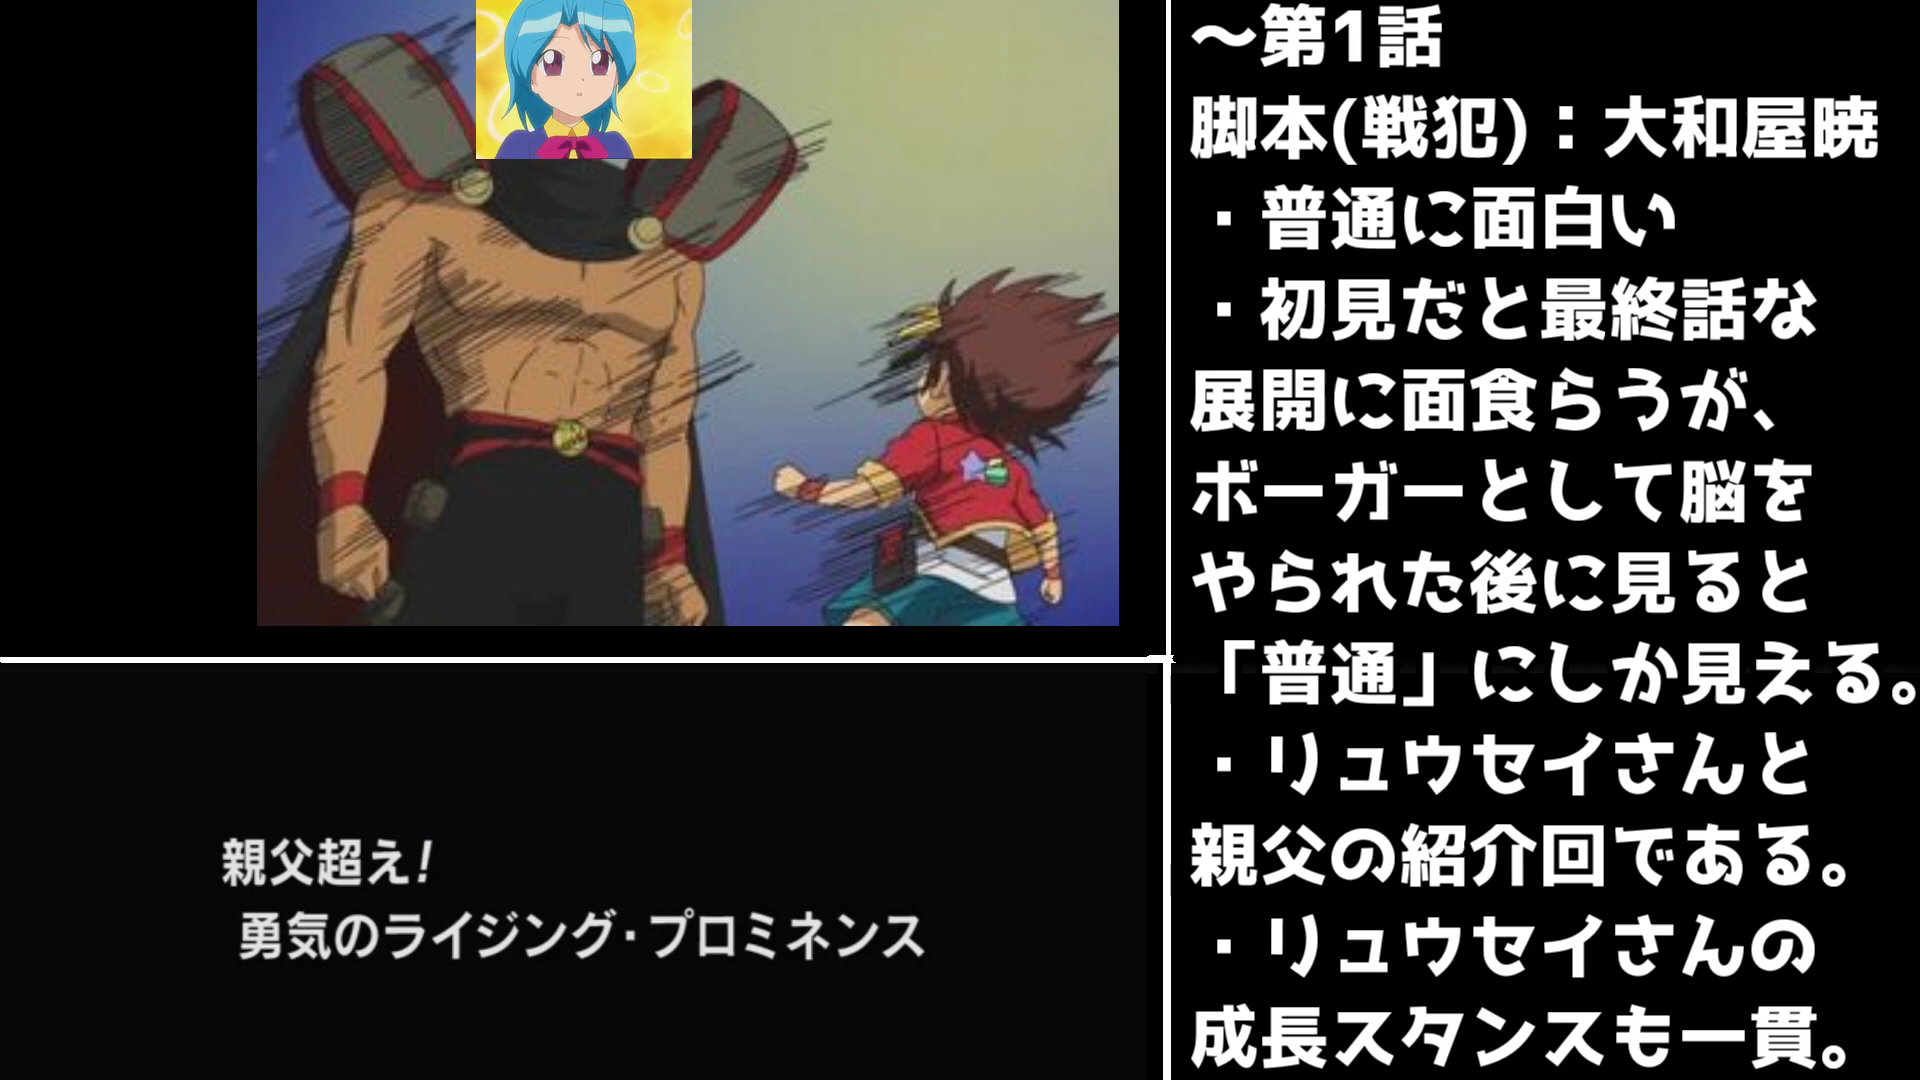 ～第1話
脚本(戦犯)：大和屋暁
・普通に面白い
・初見だと最終話な
展開に面食らうが、
ボーガーとして脳を
やられた後に見ると
「普通」にしか見える。
・リュウセイさんと
親父の紹介回である。
・リュウセイさんの
成長スタンスも一貫。
親父超え!
勇気のライジング・プロミネンス